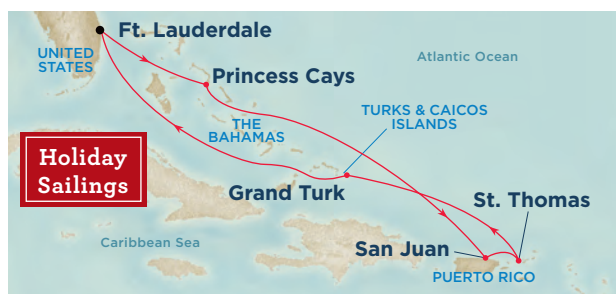 Ft. Lauderdale
UNITED
STATES
Atlantic Ocean
Princess Cays
TURKS & CAICOS
ISLANDS
THE
BAHAMAS
Holiday
Sailings
Grand Turk
St. Thomas
Caribbean Sea
San Juan
PUERTO RICO